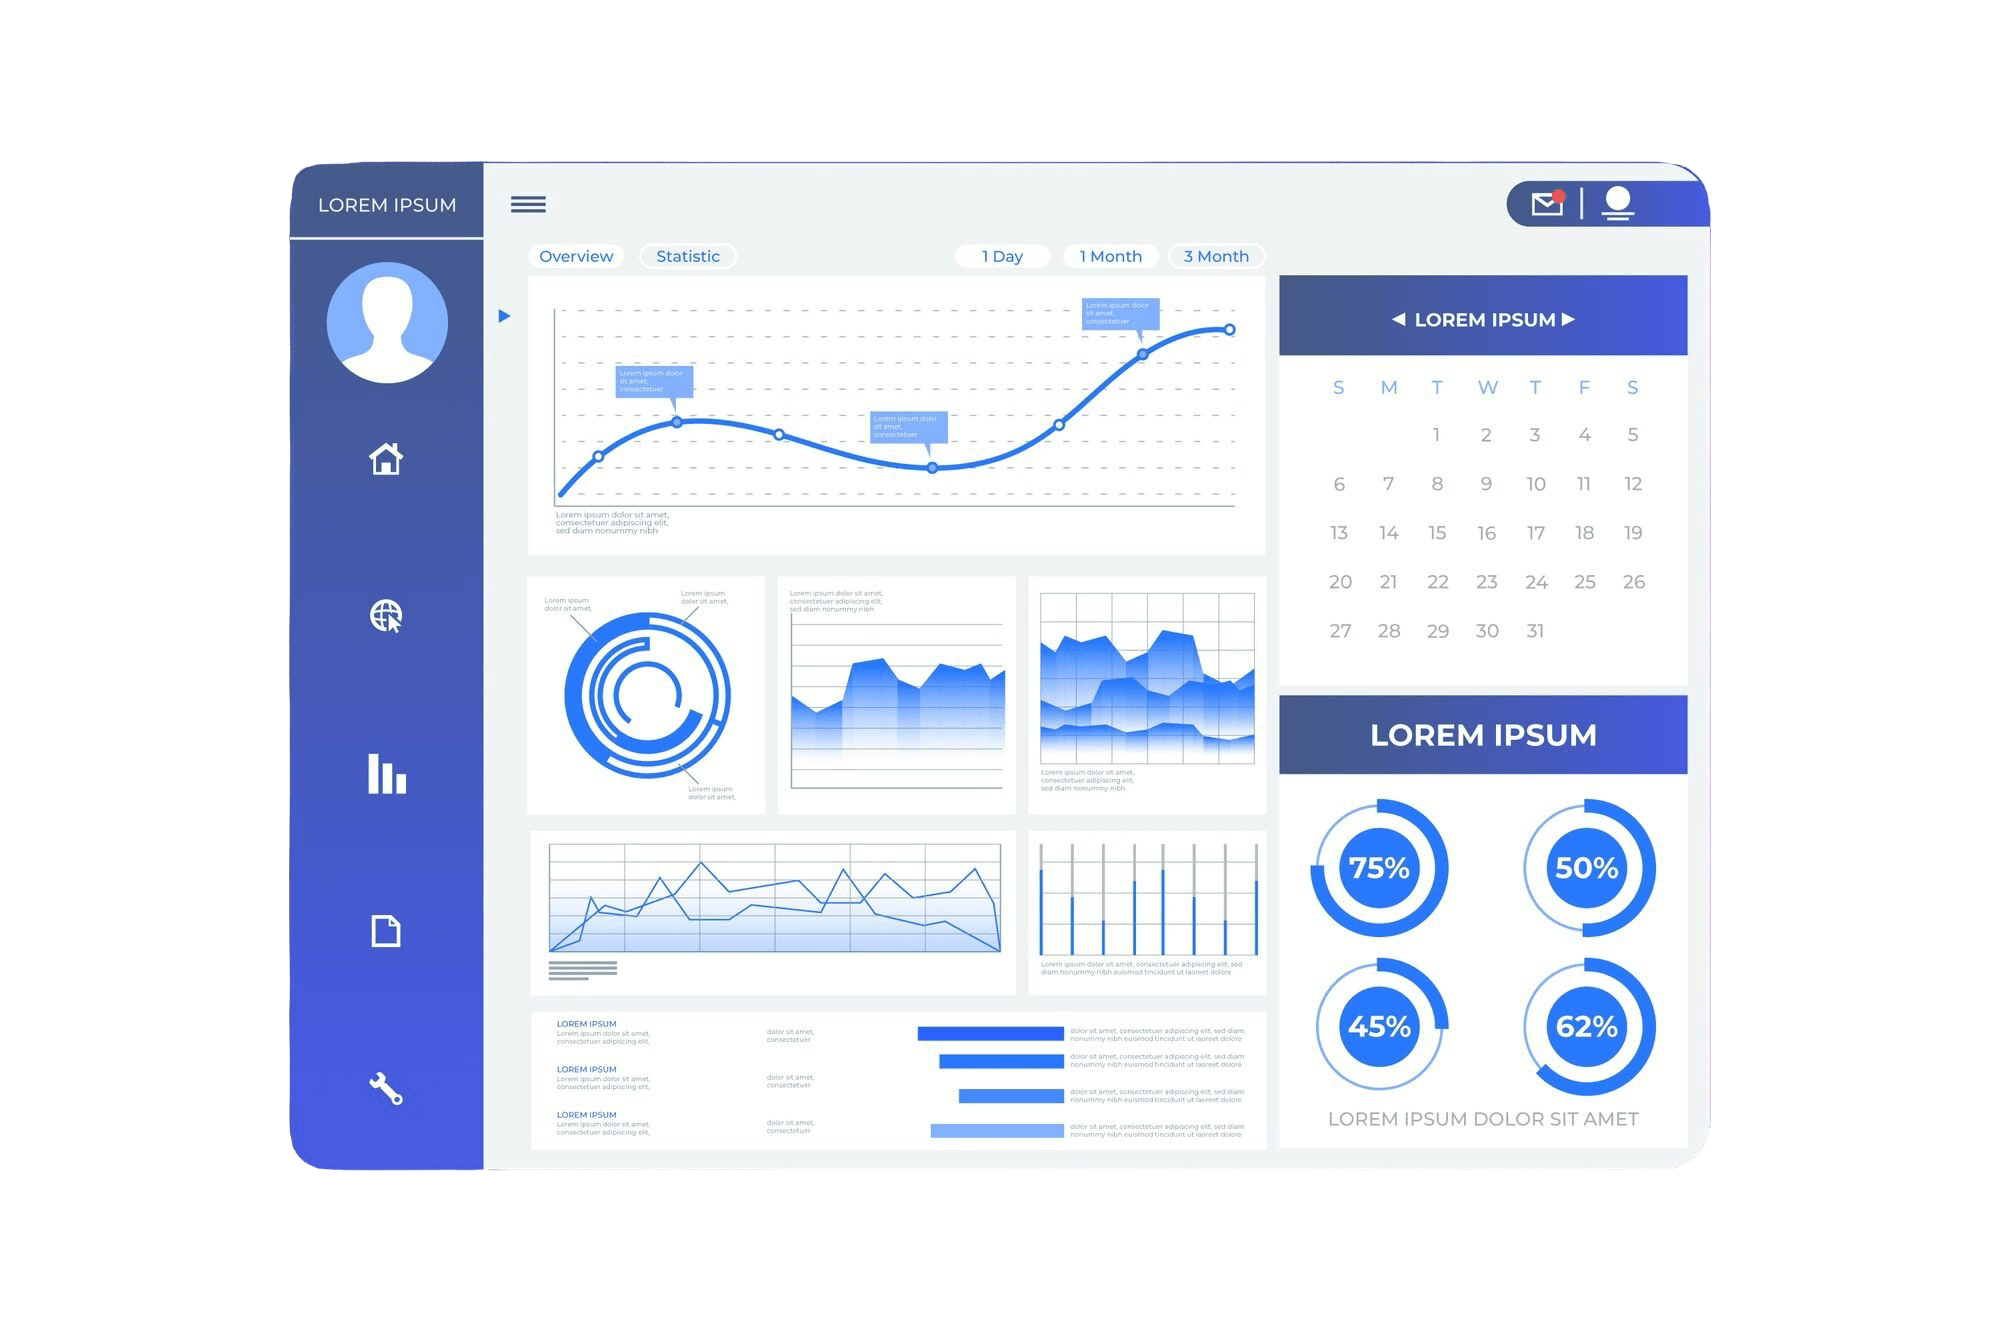 LOREM IPSUM
Overview
Statistic
1 Day
1 Month
3 Month
Lorem ipsum dolor
sit amet,
consectetuer
Lorem ipsum dolor
sit amet,
consectetuer
Lorem ipsum dolor
sit amet,
consectetuer
Lorem ipsum dolor sit amet,
consectetuer adipiscing elit,
sed diam nonummy nibh
Lorem ipsum
dolor sit amet,
Lorem ipsum
dolor sit amet,
Lorem ipsum
dolor sit amet,
Lorem ipsum dolor sit amet,
consectetuer adipiscing elit,
sed diam nonummy nibh
Lorem ipsum dolor sit amet,
consectetuer adipiscing elit,
sed diam nonummy nibh
Lorem ipsum dolor sit amet, consectetuer adipiscing elit, sed
diam nonummy nibh euismod tincidunt ut laoreet dolore
LOREM IPSUM
Lorem ipsum dolor sit amet,
consectetuer adipiscing elit,
dolor sit amet,
consectetuer
LOREM IPSUM
Lorem ipsum dolor sit amet,
consectetuer adipiscing elit,
dolor sit amet,
consectetuer
LOREM IPSUM
Lorem ipsum dolor sit amet,
consectetuer adipiscing elit,
dolor sit amet,
consectetuer
dolor sit amet, consectetuer adipiscing elit, sed diam
nonummy nibh euismod tincidunt ut laoreet dolore
dolor sit amet, consectetuer adipiscing elit, sed diam
nonummy nibh euismod tincidunt ut laoreet dolore
dolor sit amet, consectetuer adipiscing elit, sed diam
nonummy nibh euismod tincidunt ut laoreet dolore
dolor sit amet, consectetuer adipiscing elit, sed diam
nonummy nibh euismod tincidunt ut laoreet dolore
LOREM IPSUM
S M T W T F S
1 2 3 4 5
6 7 8 9 10 11 12
13 14 15 16 17 18 19
20 21 22 23 24 25 26
27 28 29 30 31
LOREM IPSUM
75% 50%
45% 62%
LOREM IPSUM DOLOR SIT AMET